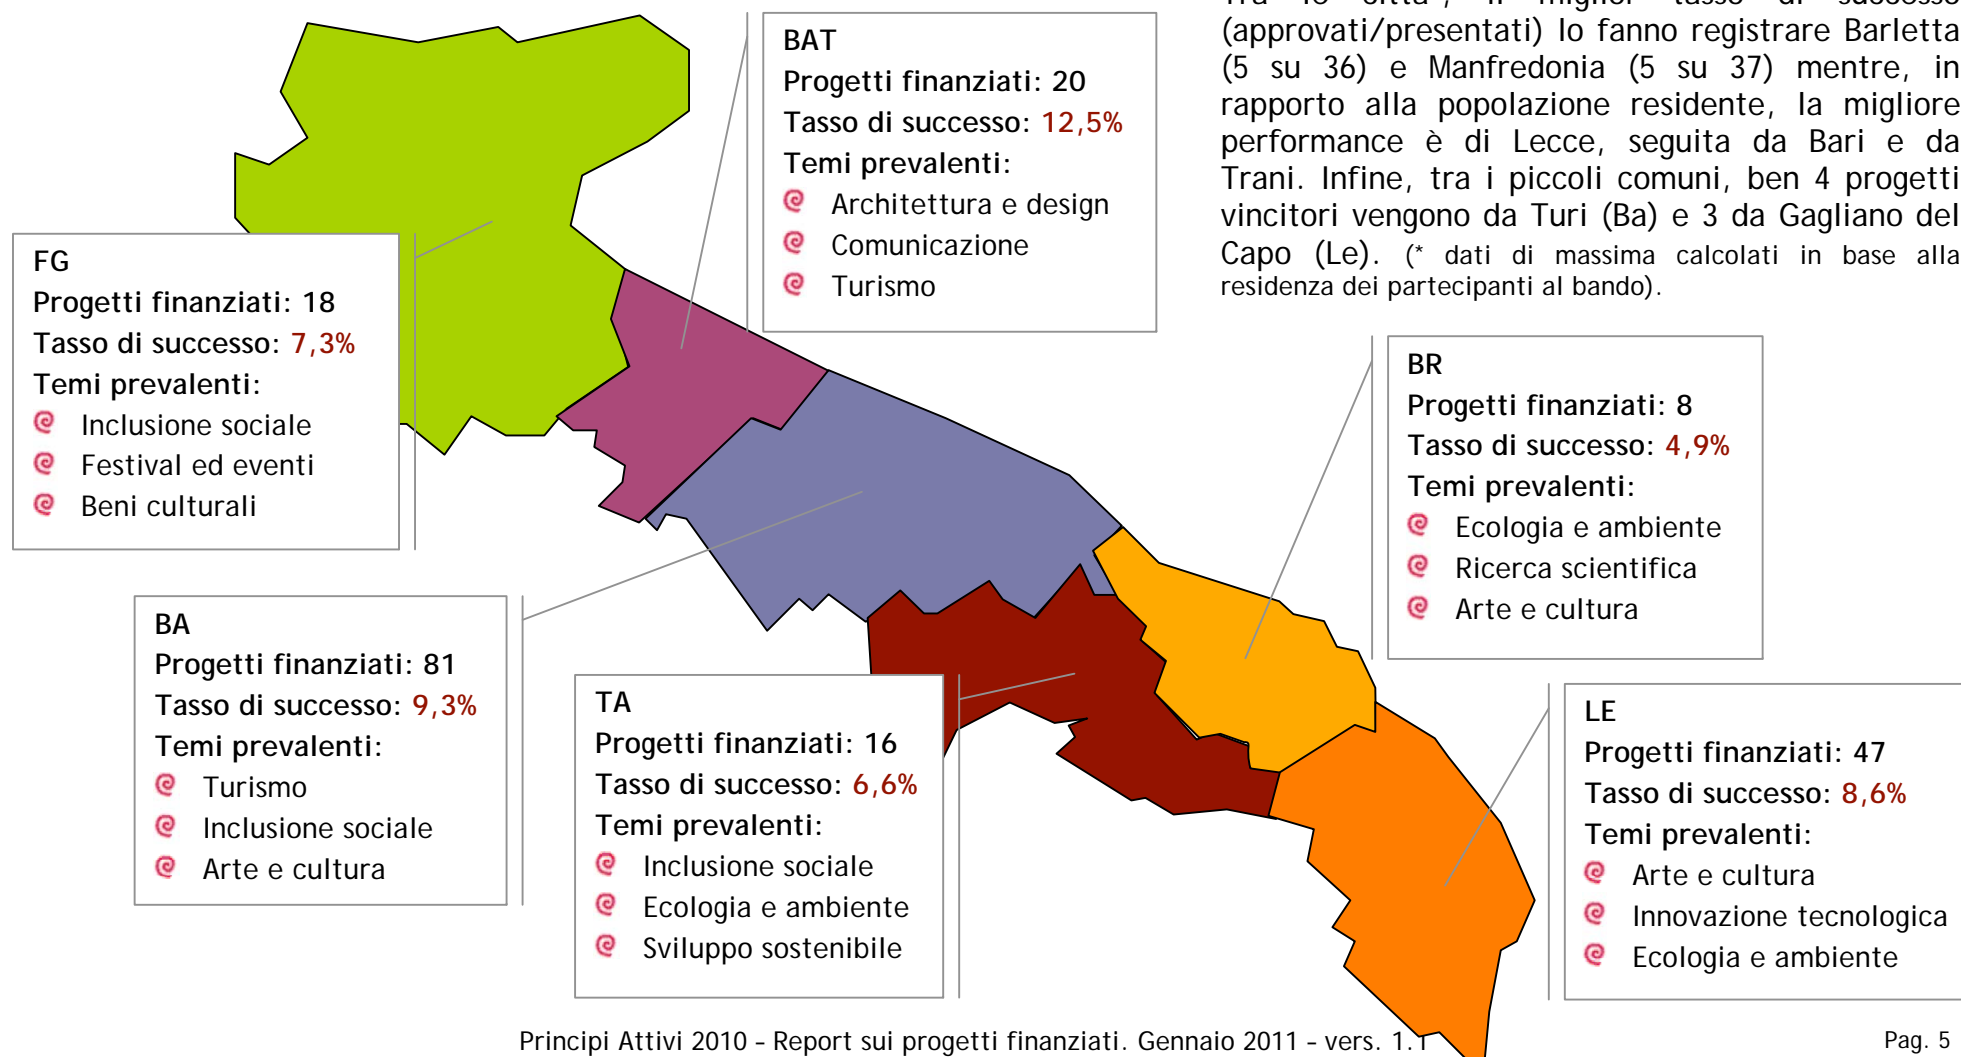 Tra le città*, il miglior tasso di successo
(approvati/presentati) lo fanno registrare Barletta
(5 su 36) e Manfredonia (5 su 37) mentre, in
rapporto alla popolazione residente, la migliore
performance è di Lecce, seguita da Bari e da
Trani. Infine, tra i piccoli comuni, ben 4 progetti
vincitori vengono da Turi (Ba) e 3 da Gagliano del
Capo (Le). (* dati di massima calcolati in base alla
residenza dei partecipanti al bando).
BAT
Progetti finanziati: 20
Tasso di successo: 12,5%
Temi prevalenti:
Architettura e design
Comunicazione
Turismo
FG
Progetti finanziati: 18
Tasso di successo: 7,3%
Temi prevalenti:
Inclusione sociale
Festival ed eventi
Beni culturali
BR
Progetti finanziati: 8
Tasso di successo: 4,9%
Temi prevalenti:
Ecologia e ambiente
Ricerca scientifica
Arte e cultura
BA
Progetti finanziati: 81
Tasso di successo: 9,3%
Temi prevalenti:
Turismo
Inclusione sociale
Arte e cultura
TA
Progetti finanziati: 16
Tasso di successo: 6,6%
Temi prevalenti:
Inclusione sociale
Ecologia e ambiente
Sviluppo sostenibile
LE
Progetti finanziati: 47
Tasso di successo: 8,6%
Temi prevalenti:
Arte e cultura
Innovazione tecnologica
Ecologia e ambiente
Principi Attivi 2010 – Report sui progetti finanziati. Gennaio 2011 – vers. 1.1
Pag. 5